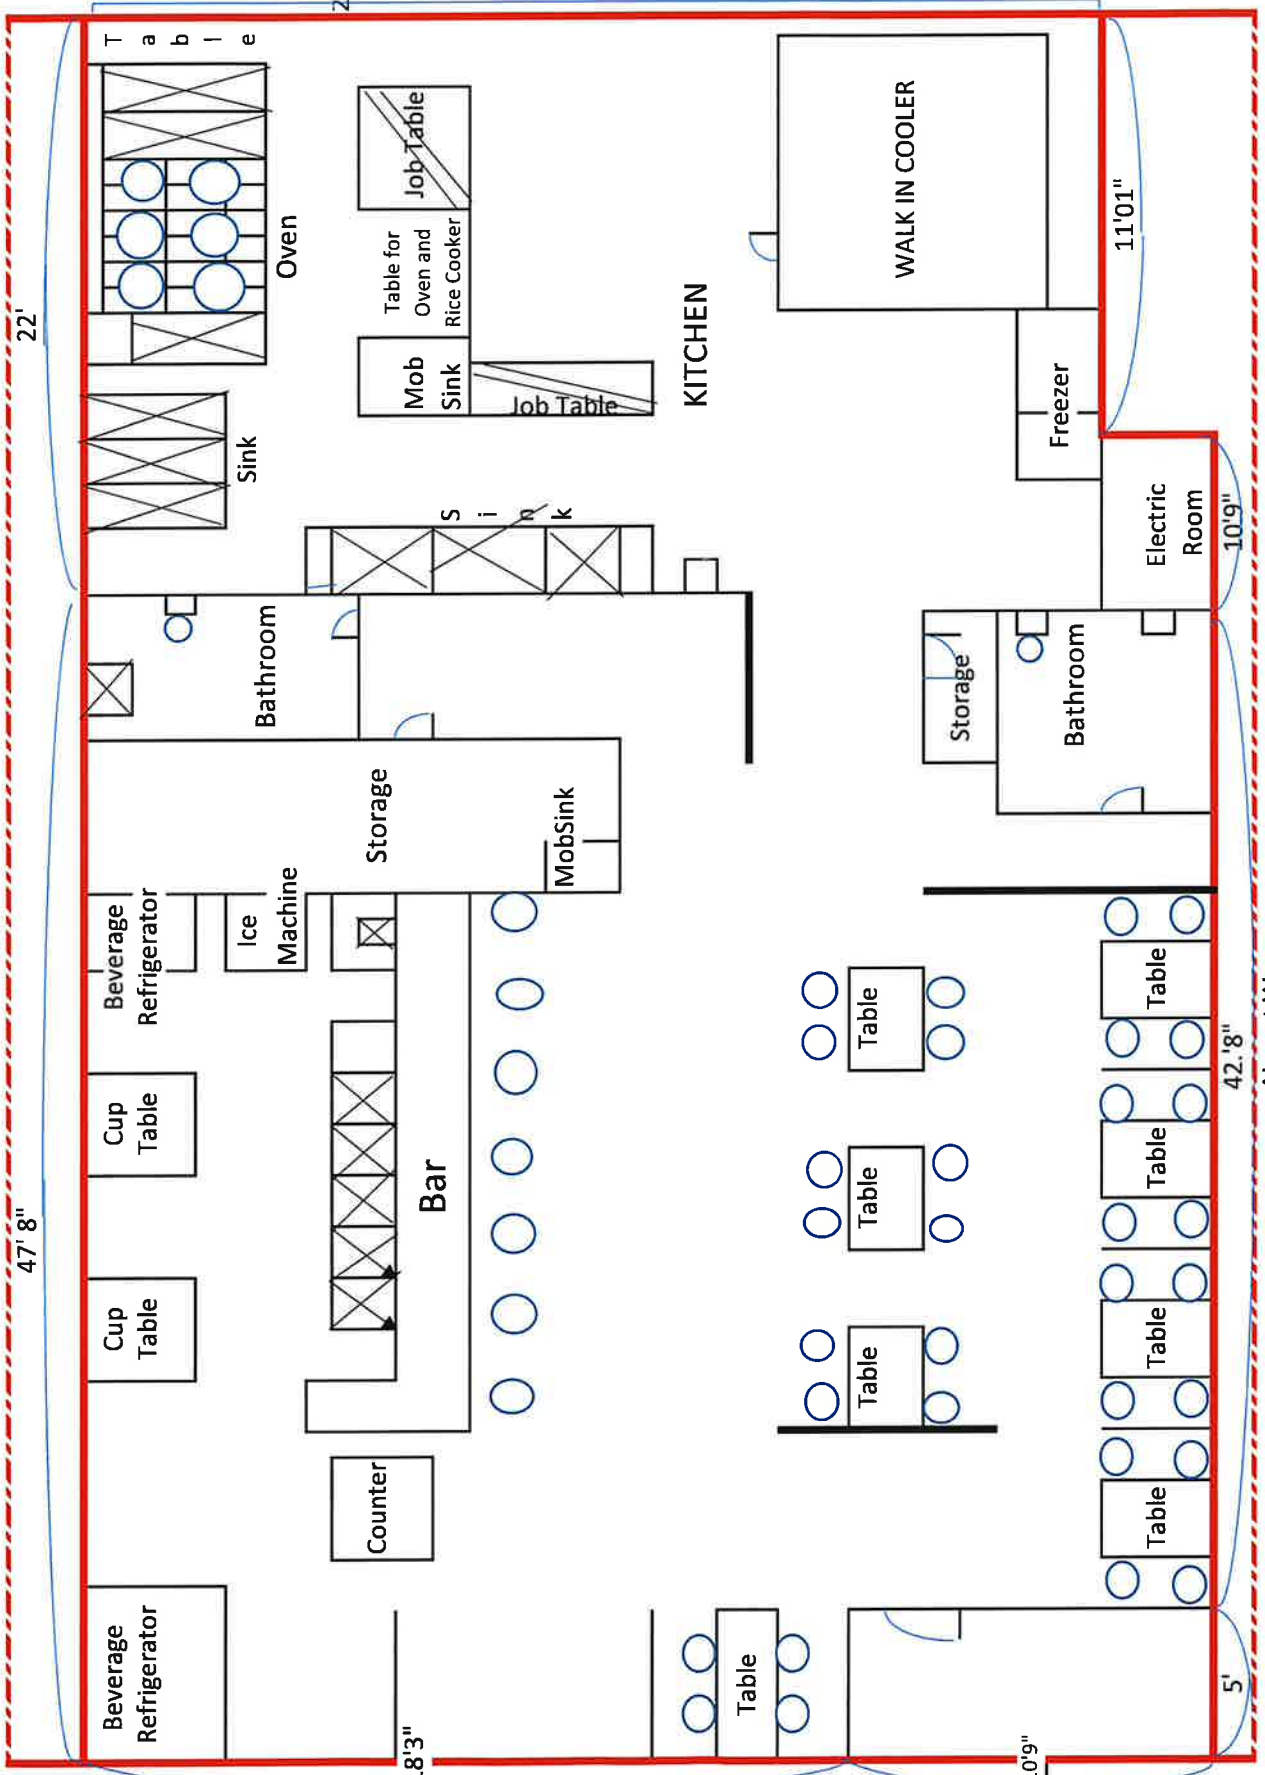 2
T
a
b
l
e
22'
Oven
Job Table
Table for
Oven and
Rice Cooker
Mob
Sink
Job Table
KITCHEN
WALK IN COOLER
11'01"
Freezer
Sink
S
i
n
k
Electric
Room
10'9"
Bathroom
Storage
Bathroom
Storage
MobSink
Beverage
Refrigerator
Ice
Machine
Cup
Table
Cup
Table
47' 8"
Bar
Table
Table
Table
Table
Table
Table
Table
42.'8"
Counter
Beverage
Refrigerator
Table
5'
8'3"
0'9"